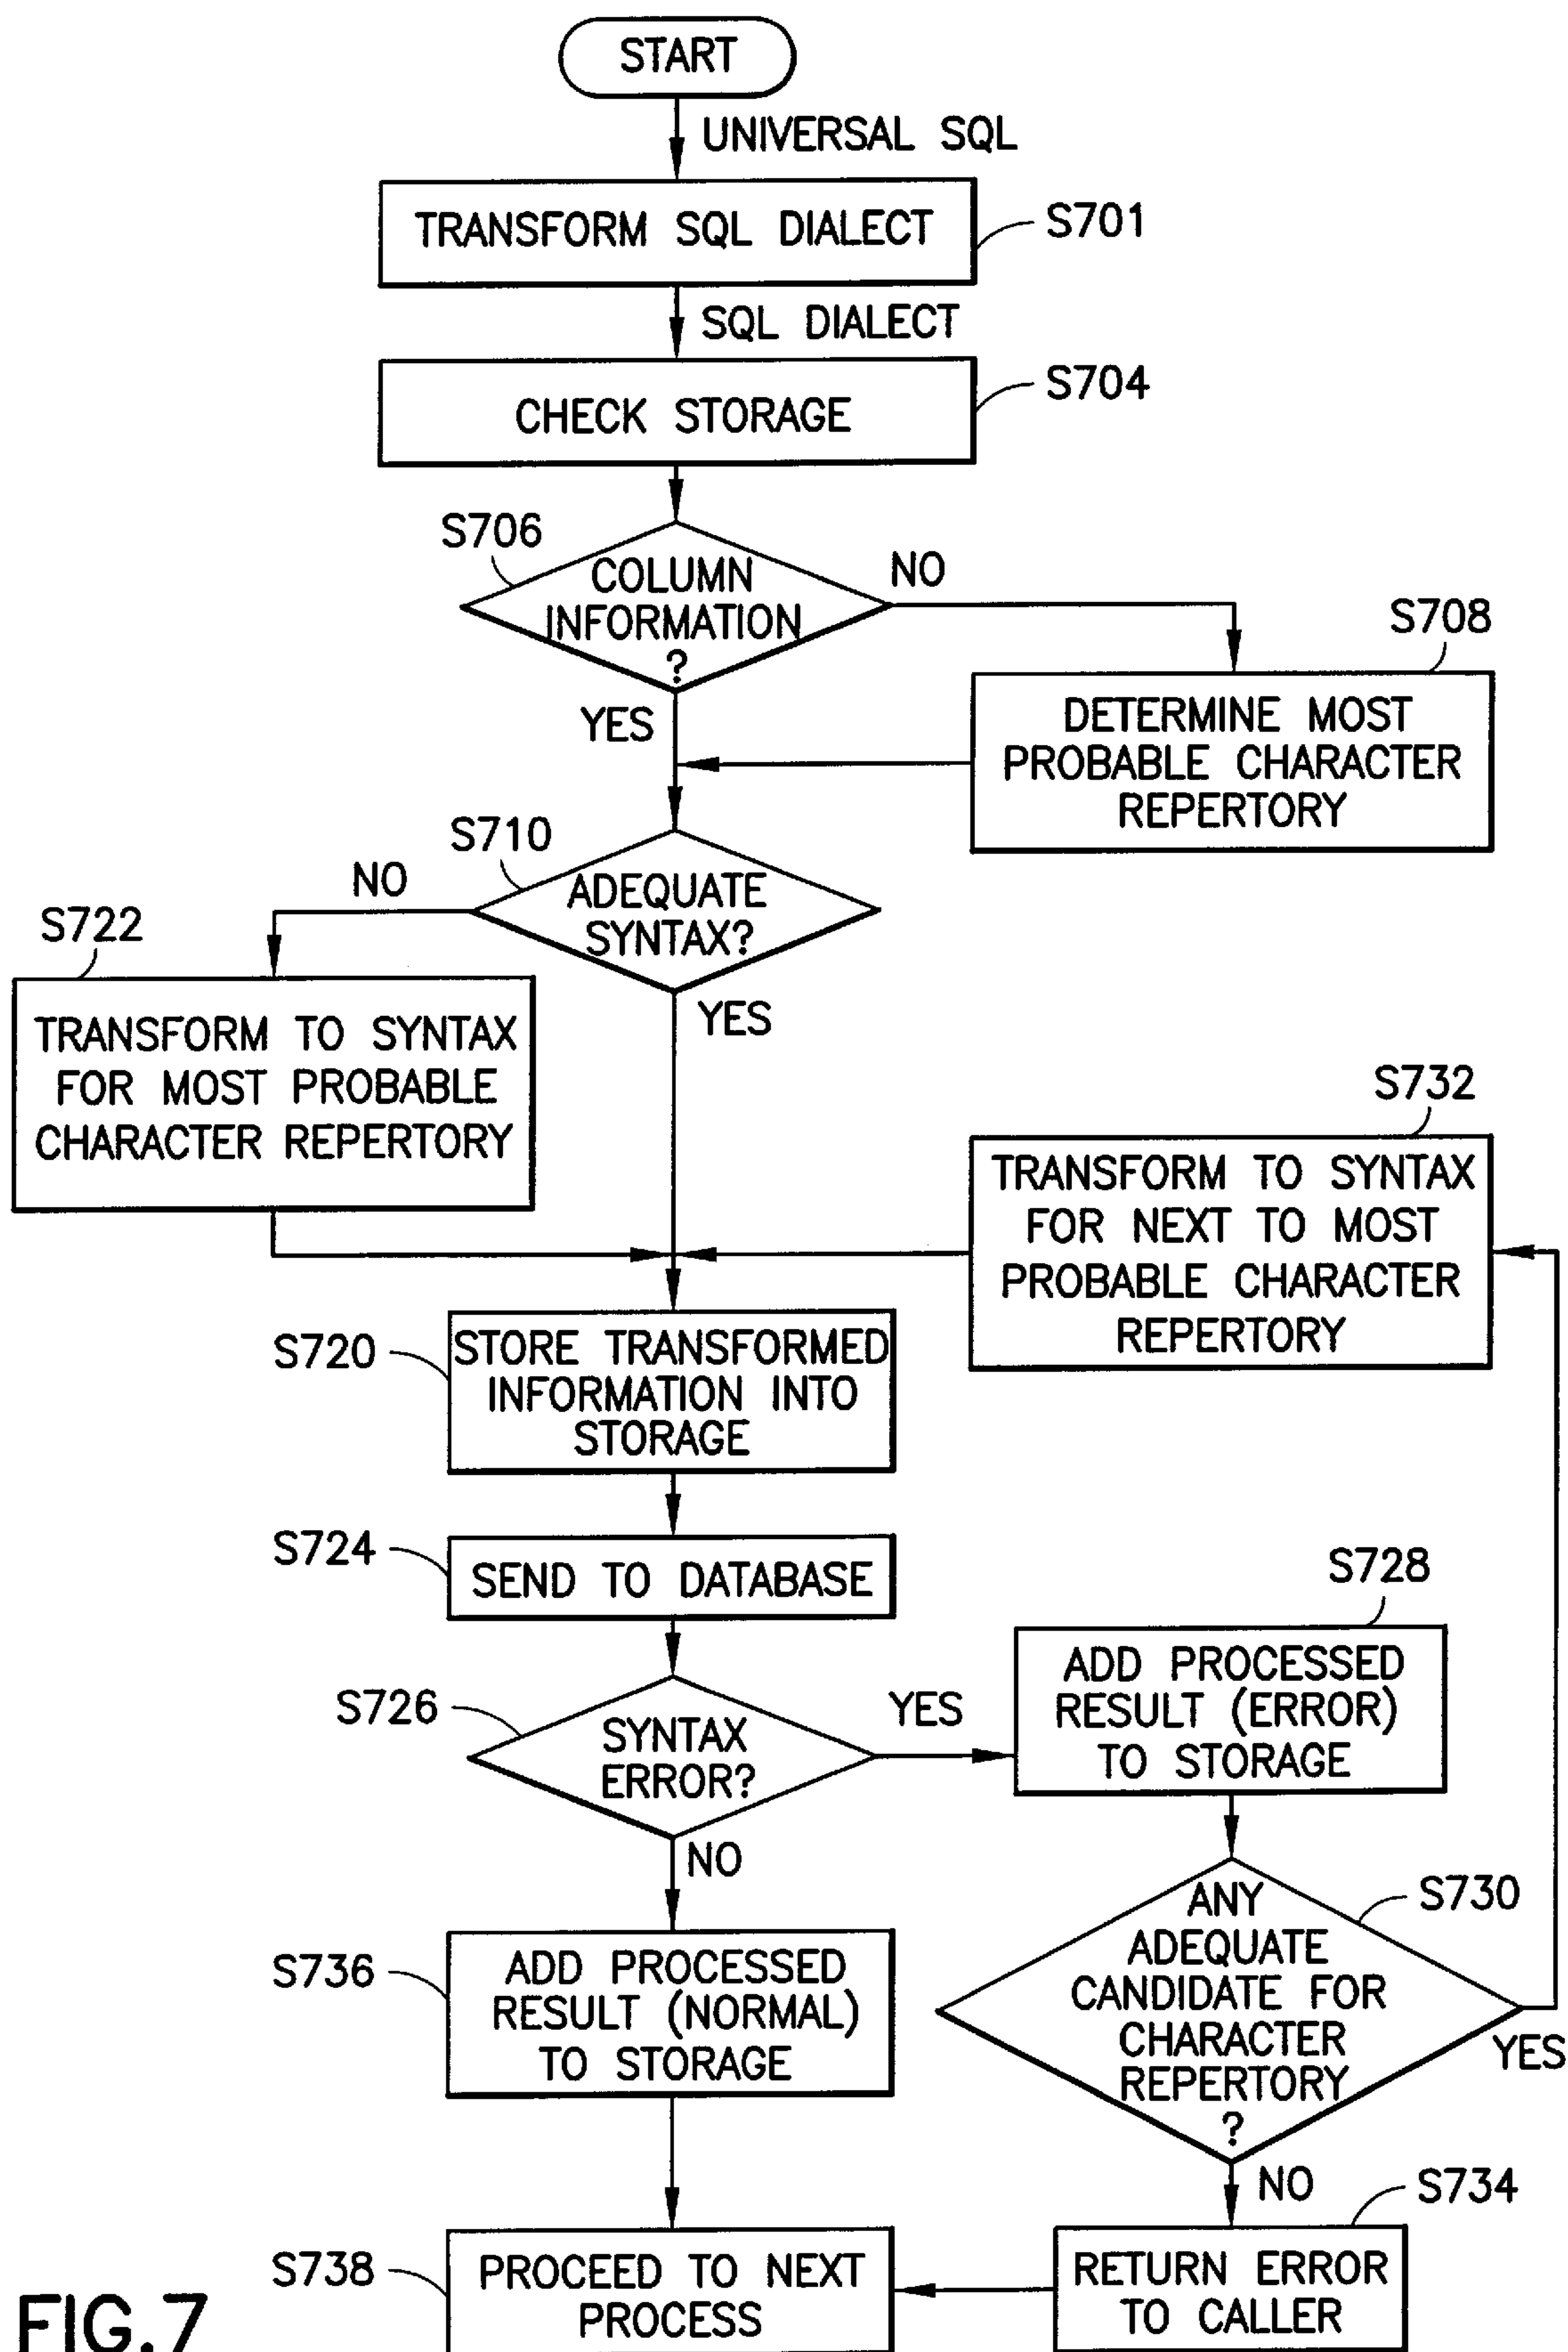 START
UNIVERSAL SQL
TRANSFORM SQL DIALECT
S701
SQL DIALECT
CHECK STORAGE
S704
S706
COLUMN
INFORMATION
?
NO
YES
S708
DETERMINE MOST
PROBABLE CHARACTER
REPERTORY
S710
ADEQUATE
SYNTAX?
NO
YES
S722
TRANSFORM TO SYNTAX
FOR MOST PROBABLE
CHARACTER REPERTORY
S732
TRANSFORM TO SYNTAX
FOR NEXT TO MOST
PROBABLE CHARACTER
REPERTORY
S720
STORE TRANSFORMED
INFORMATION INTO
STORAGE
S724
SEND TO DATABASE
S726
SYNTAX
ERROR?
YES
NO
S728
ADD PROCESSED
RESULT (ERROR)
TO STORAGE
S730
ANY
ADEQUATE
CANDIDATE FOR
CHARACTER
REPERTORY
?
YES
NO
S736
ADD PROCESSED
RESULT (NORMAL)
TO STORAGE
S734
RETURN ERROR
TO CALLER
S738
PROCEED TO NEXT
PROCESS
FIG.7